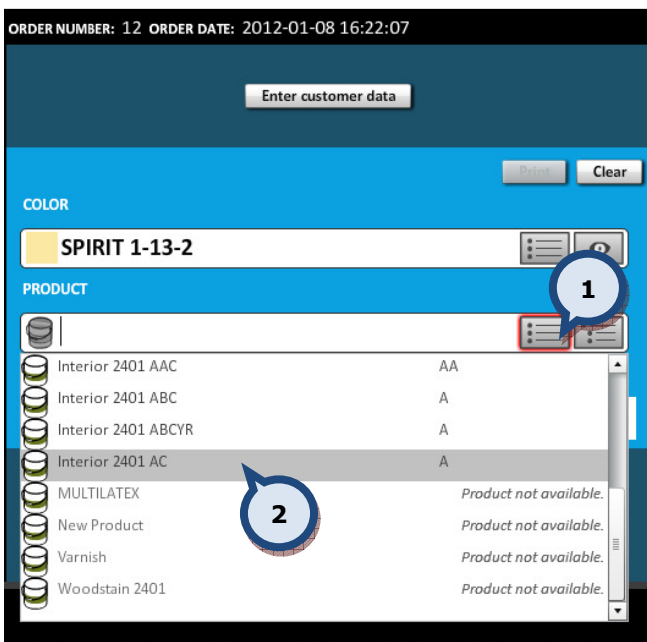 ORDER NUMBER: 12 ORDER DATE: 2012-01-08 16:22:07
Enter customer data
Print Clear
COLOR
SPIRIT 1-13-2
PRODUCT
1
Interior 2401 AAC AA
Interior 2401 ABC A
Interior 2401 ABCYR A
Interior 2401 AC A
MULTILATEX Product not available.
2
New Product Product not available.
Varnish Product not available.
Woodstain 2401 Product not available.